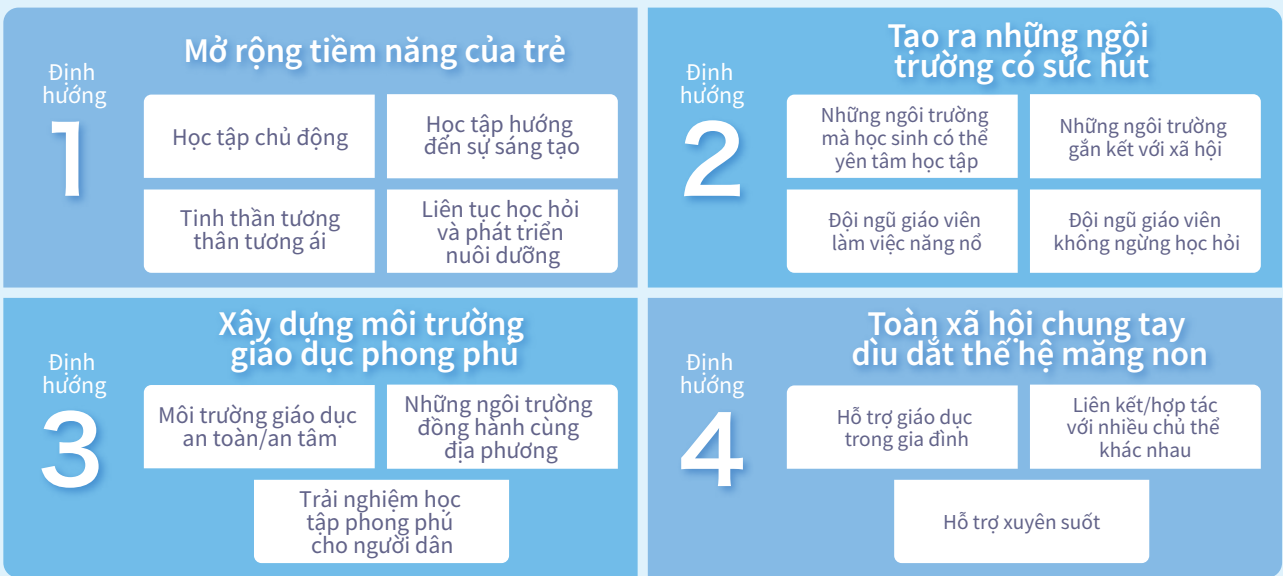 Định
hướng
1
Mở rộng tiềm năng của trẻ
Học tập chủ động
Học tập hướng
đến sự sáng tạo
Tinh thần tương
thân tương ái
Liên tục học hỏi
và phát triển
nuôi dưỡng
Định
hướng
2
Tạo ra những ngôi
trường có sức hút
Những ngôi trường
mà học sinh có thể
yên tâm học tập
Những ngôi trường
gắn kết với xã hội
Đội ngũ giáo viên
làm việc năng nổ
Đội ngũ giáo viên
không ngừng học hỏi
Định
hướng
3
Xây dựng môi trường
giáo dục phong phú
Môi trường giáo dục
an toàn/an tâm
Những ngôi trường
đồng hành cùng
địa phương
Trải nghiệm học
tập phong phú
cho người dân
Định
hướng
4
Toàn xã hội chung tay
dìu dắt thế hệ măng non
Hỗ trợ giáo dục
trong gia đình
Liên kết/hợp tác
với nhiều chủ thể
khác nhau
Hỗ trợ xuyên suốt